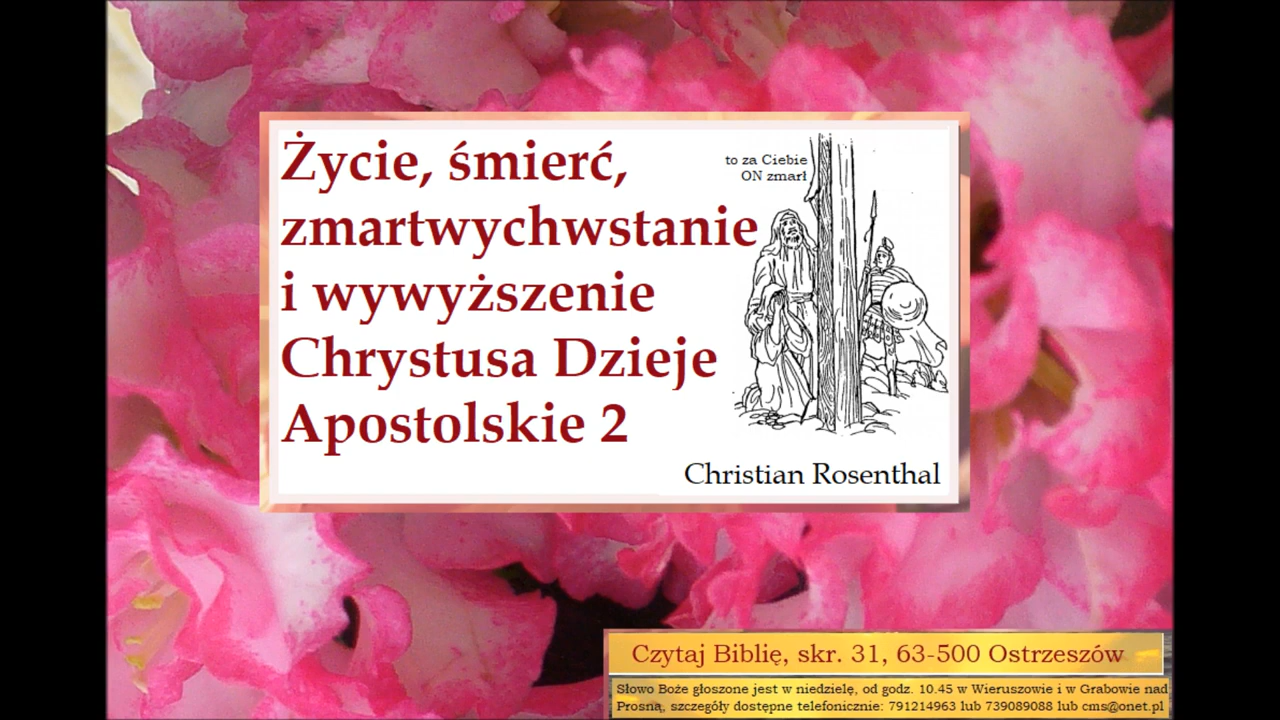 Życie, śmierć,
zmartwychwstanie
i wywyższenie
Chrystusa Dzieje
Apostolskie 2
to za Ciebie
ON zmarł
Christian Rosenthal
Czytaj Biblię, skr. 31, 63-500 Ostrzeszów
Słowo Boże głoszone jest w niedzielę, od godz. 10.45 w Wieruszowie i w Grabowie nad
Prosną, szczegóły dostępne telefonicznie: 791214963 lub 739089088 lub cms@onet.pl